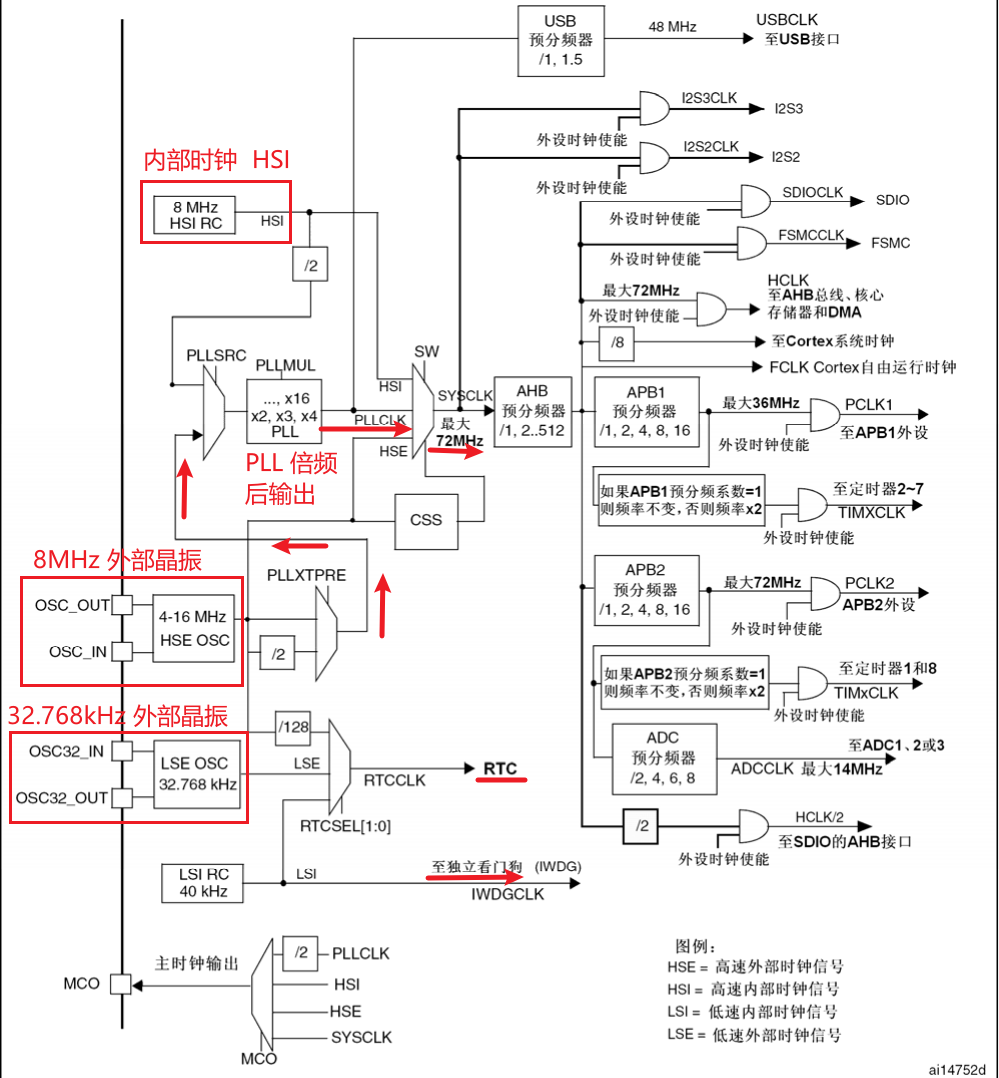 USB
预分频器
/1, 1.5
48 MHz
USBCLK
至USB接口
I2S3CLK
I2S3
外设时钟使能
I2S2CLK
I2S2
外设时钟使能
内部时钟 HSI
8 MHz
HSI RC
HSI
/2
SDIOCLK
SDIO
外设时钟使能
FSMCCLK
FSMC
外设时钟使能
HCLK
最大72MHz
至AHB总线、核心
存储器和DMA
外设时钟使能
/8
至Cortex系统时钟
FCLK Cortex自由运行时钟
PLLSRC
PLLMUL
..., x16
x2, x3, x4
PLL
SW
HSI
PLLCLK
HSE
SYSCLK
最大
72MHz
AHB
预分频器
/1, 2..512
APB1
预分频器
/1, 2, 4, 8, 16
最大36MHz
PCLK1
至APB1外设
外设时钟使能
PLL 倍频
后输出
如果APB1预分频系数=1
则频率不变，否则频率x2
至定时器2~7
TIMXCLK
外设时钟使能
CSS
8MHz 外部晶振
OSC_OUT
OSC_IN
4-16 MHz
HSE OSC
PLLXTPRE
/2
APB2
预分频器
/1, 2, 4, 8, 16
最大72MHz
PCLK2
APB2外设
外设时钟使能
如果APB2预分频系数=1
则频率不变，否则频率x2
至定时器1和8
TIMxCLK
外设时钟使能
32.768kHz 外部晶振
OSC32_IN
OSC32_OUT
LSE OSC
32.768 kHz
/128
LSE
RTCCLK
RTC
RTCSEL[1:0]
ADC
预分频器
/2, 4, 6, 8
至ADC1、2或3
ADCCLK 最大14MHz
/2
HCLK/2
至SDIO的AHB接口
外设时钟使能
LSI RC
40 kHz
LSI
至独立看门狗 (IWDG)
IWDGCLK
MCO
主时钟输出
/2
PLLCLK
HSI
HSE
SYSCLK
MCO
图例：
HSE = 高速外部时钟信号
HSI = 高速内部时钟信号
LSI = 低速内部时钟信号
LSE = 低速外部时钟信号
ai14752d